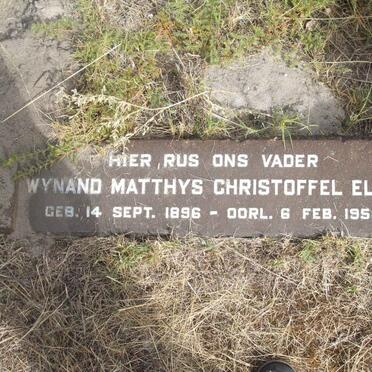 HIER RUS ONS VADER
WYNAND MATTHYS CHRISTOFFEL
GEB. 14 SEPT. 1896 - OORL. 6 FEB.